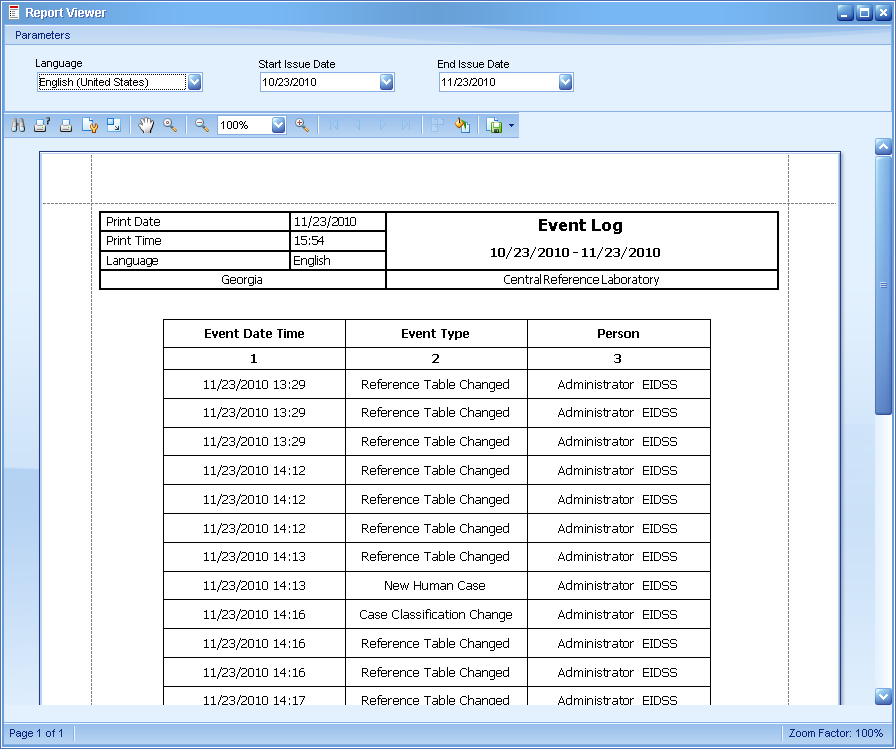 Report Viewer
Parameters
Language Start Issue Date End Issue Date
English (United States) 10/23/2010 11/23/2010
100%
Print Date 11/23/2010 Event Log
Print Time 15:54 10/23/2010 - 11/23/2010
Language English
Georgia Central Reference Laboratory
Event Date Time Event Type Person
1 2 3
11/23/2010 13:29 Reference Table Changed Administrator EIDSS
11/23/2010 13:29 Reference Table Changed Administrator EIDSS
11/23/2010 13:29 Reference Table Changed Administrator EIDSS
11/23/2010 14:12 Reference Table Changed Administrator EIDSS
11/23/2010 14:12 Reference Table Changed Administrator EIDSS
11/23/2010 14:12 Reference Table Changed Administrator EIDSS
11/23/2010 14:13 Reference Table Changed Administrator EIDSS
11/23/2010 14:13 New Human Case Administrator EIDSS
11/23/2010 14:16 Case Classification Change Administrator EIDSS
11/23/2010 14:16 Reference Table Changed Administrator EIDSS
11/23/2010 14:16 Reference Table Changed Administrator EIDSS
11/23/2010 14:17 Reference Table Changed Administrator EIDSS
Page 1 of 1 Zoom Factor: 100%